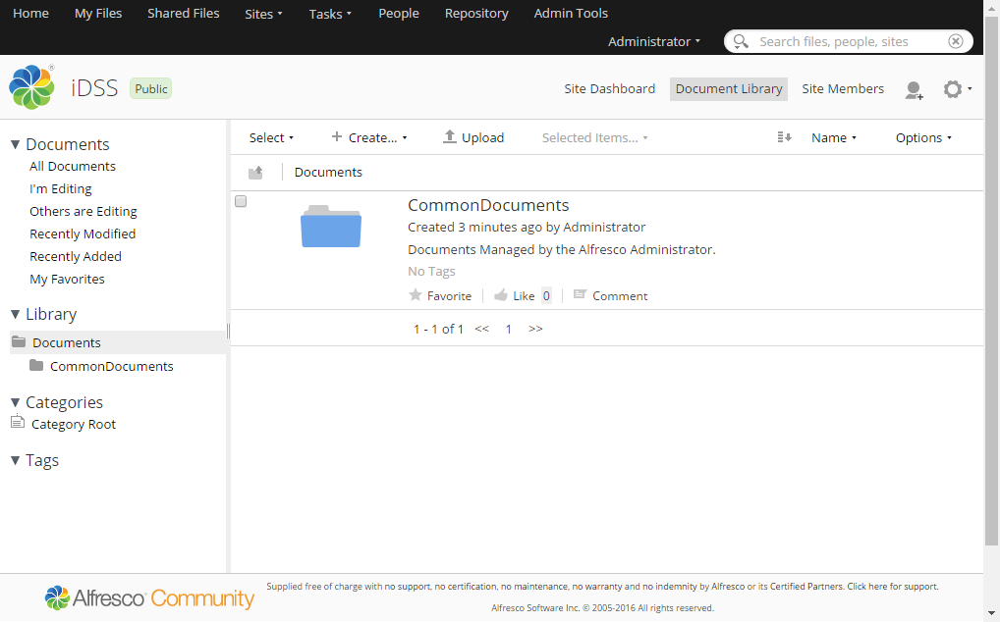 Home My Files Shared Files Sites Tasks People Repository Admin Tools
Administrator Search files, people, sites
iDSS Public Site Dashboard Document Library Site Members
Documents
All Documents
I'm Editing
Others are Editing
Recently Modified
Recently Added
My Favorites
Library
Documents
CommonDocuments
Categories
Category Root
Tags
Select Create... Upload Selected Items... Name Options
Documents
CommonDocuments
Created 3 minutes ago by Administrator
Documents Managed by the Alfresco Administrator.
No Tags
Favorite Like 0 Comment
1 - 1 of 1 << 1 >>
Alfresco Community
Supplied free of charge with no support, no certification, no maintenance, no warranty and no indemnity by Alfresco or its Certified Partners. Click here for support.
Alfresco Software Inc. © 2005-2016 All rights reserved.